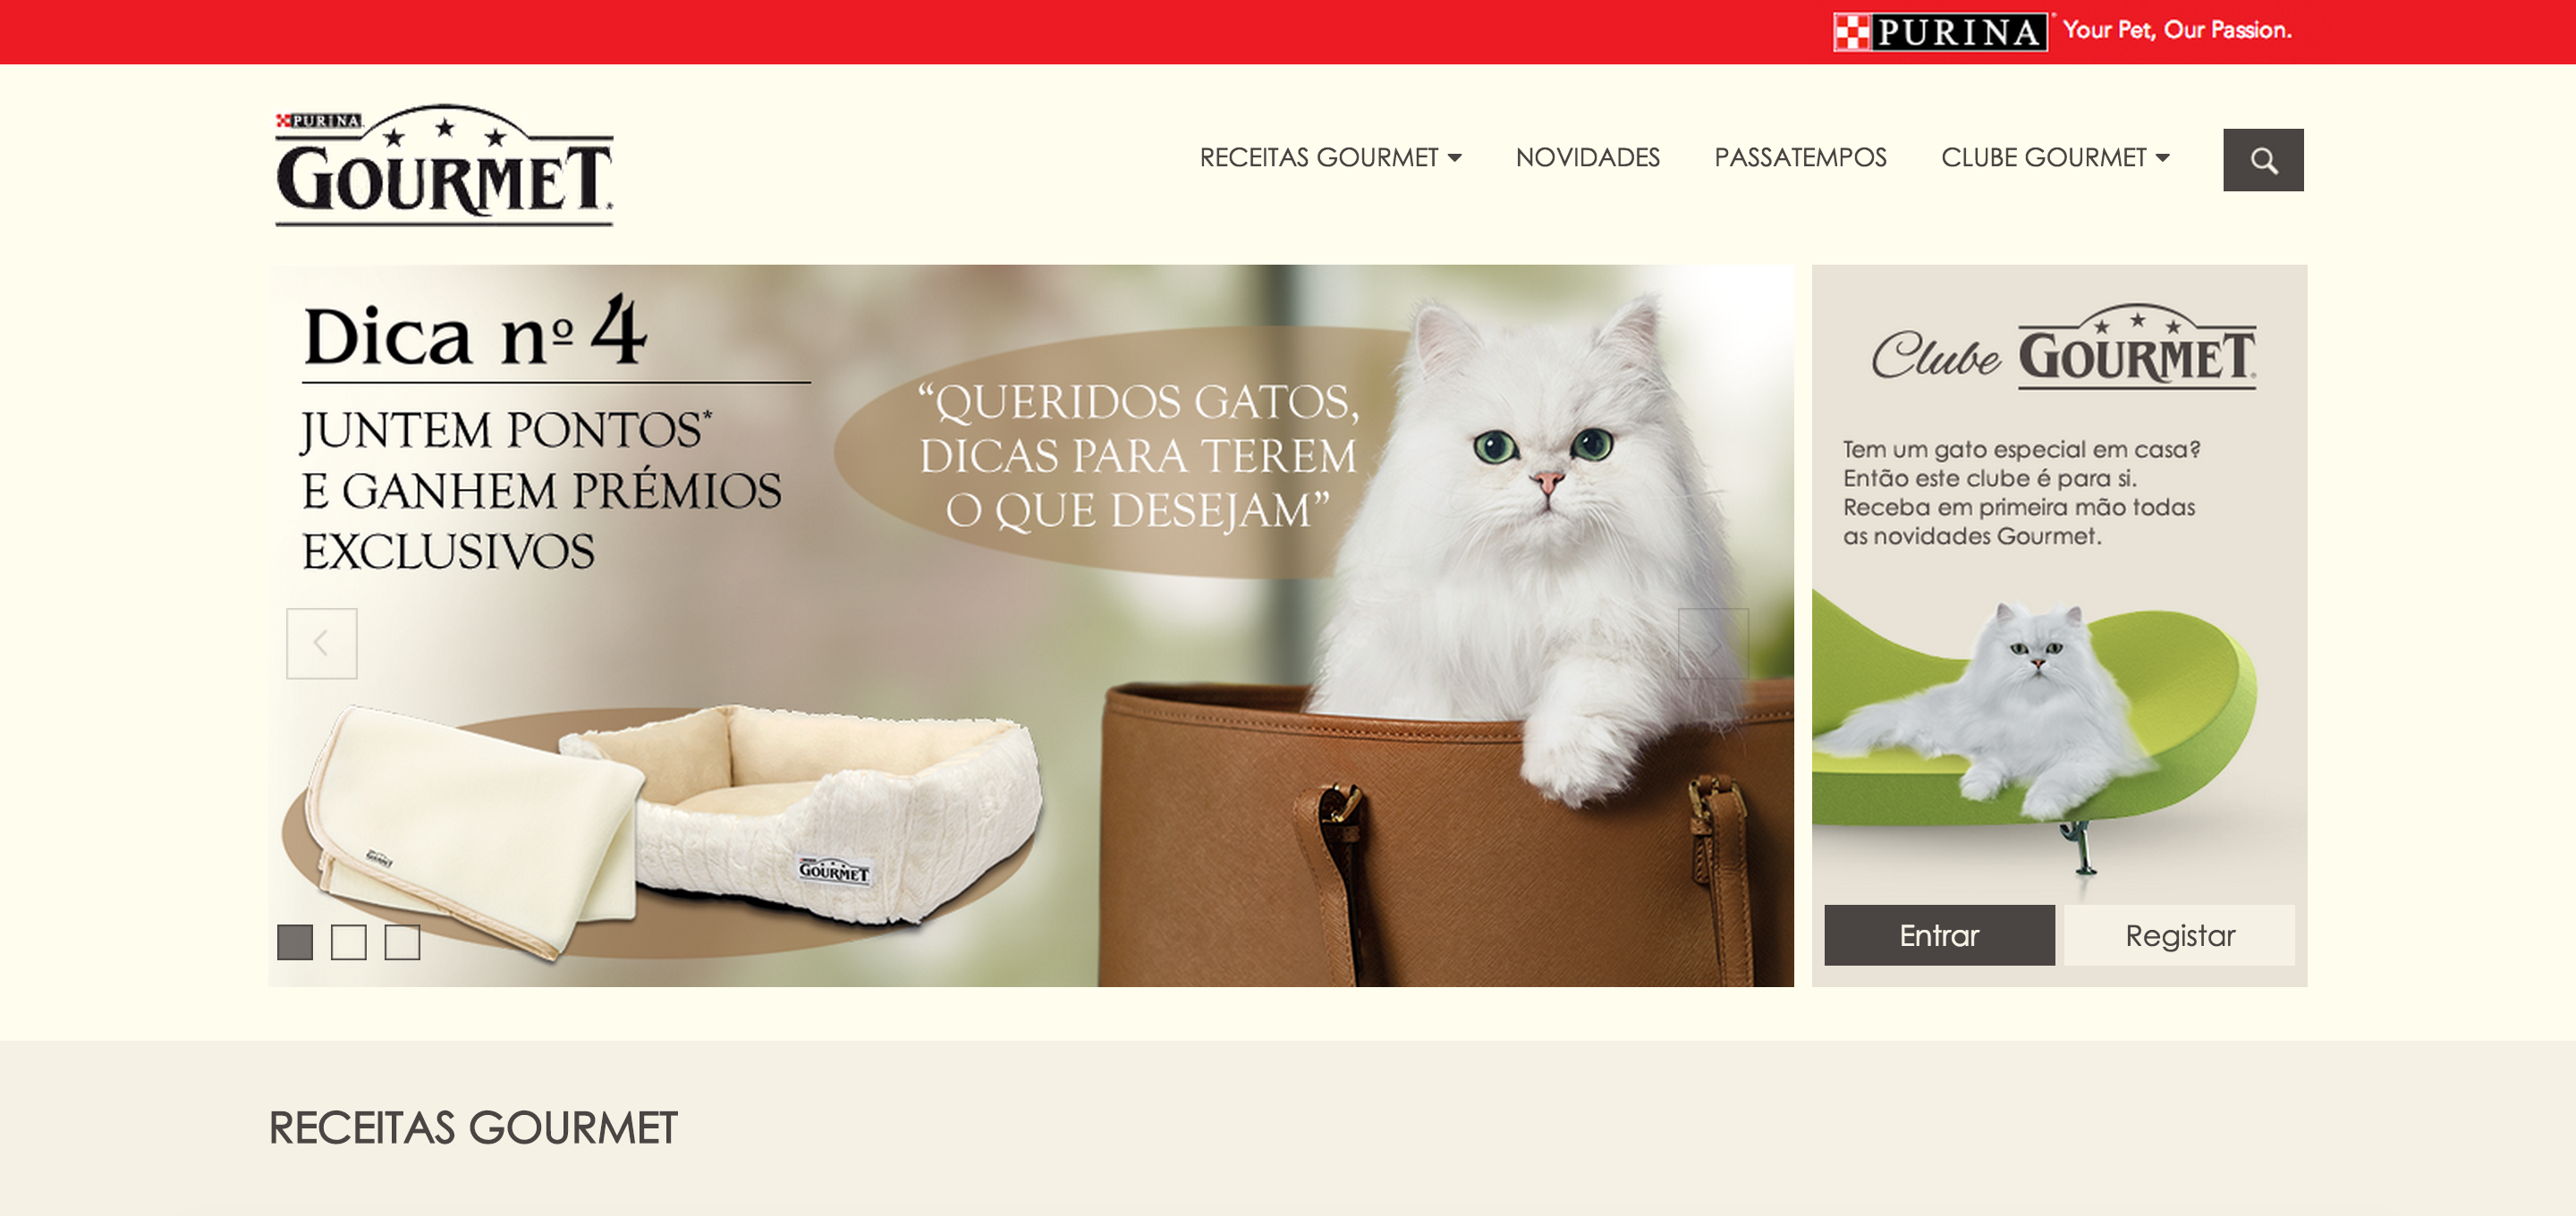 PURINA Your Pet, Our Passion.
PURINA
GOURMET
RECEITAS GOURMET
NOVIDADES
PASSATEMPOS
CLUBE GOURMET
Dica nº 4
JUNTEM PONTOS*
E GANHEM PRÉMIOS
EXCLUSIVOS
“QUERIDOS GATOS,
DICAS PARA TEREM
O QUE DESEJAM”
GOURMET
GOURMET
Clube GOURMET
Tem um gato especial em casa?
Então este clube é para si.
Receba em primeira mão todas
as novidades Gourmet.
Entrar
Registar
RECEITAS GOURMET